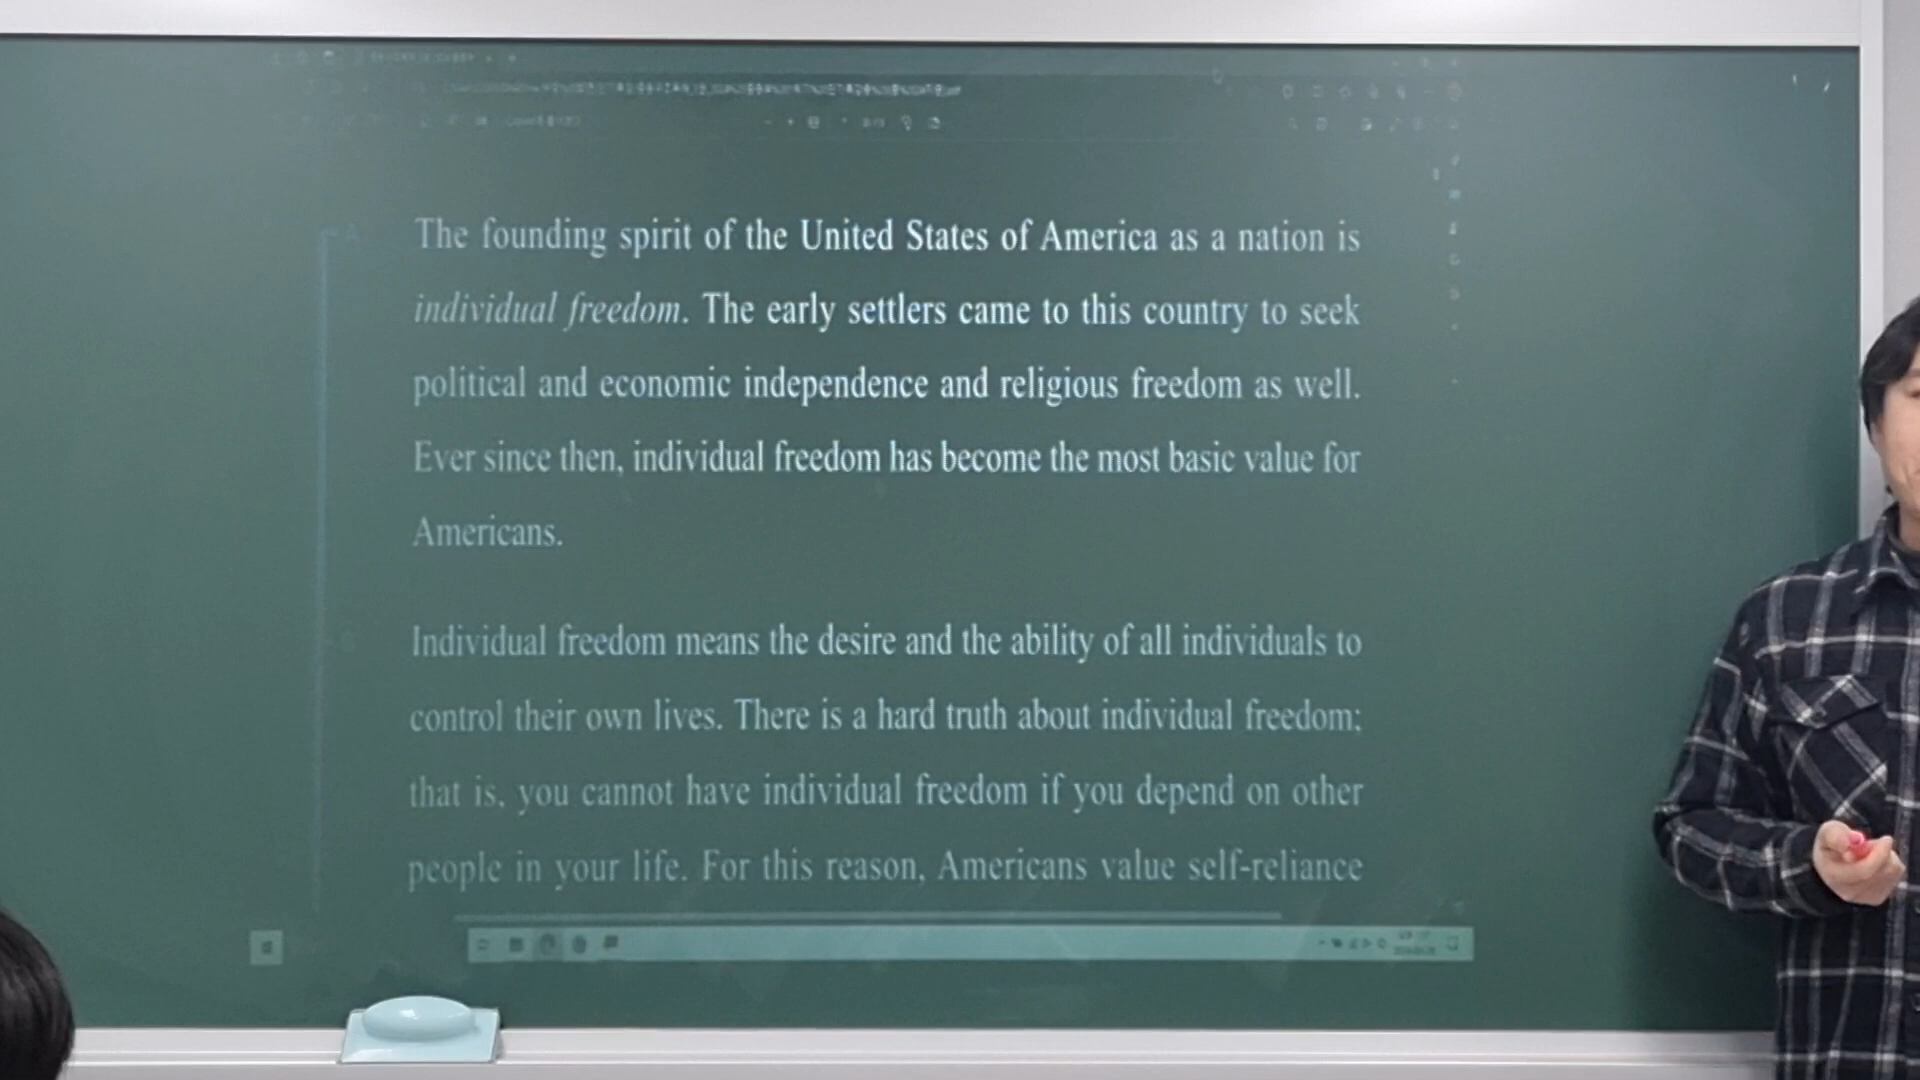 The founding spirit of the United States of America as a nation is
individual freedom. The early settlers came to this country to seek
political and economic independence and religious freedom as well.
Ever since then, individual freedom has become the most basic value for
Americans.
Individual freedom means the desire and the ability of all individuals to
control their own lives. There is a hard truth about individual freedom;
that is, you cannot have individual freedom if you depend on other
people in your life. For this reason, Americans value self-reliance